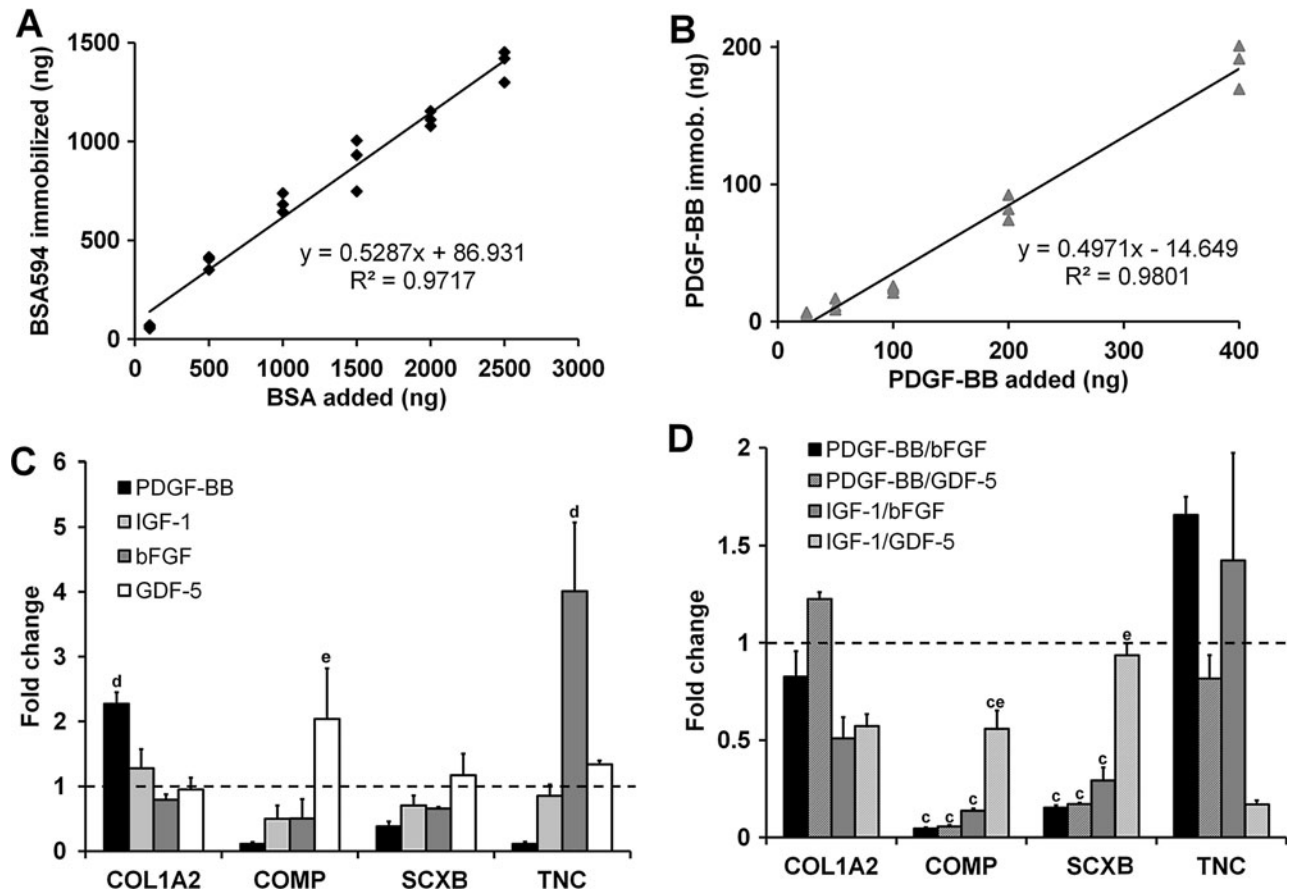 A
BSA594 immobilized (ng)
1500
1000
500
0
y = 0.5287x + 86.931
R² = 0.9717
0 500 1000 1500 2000 2500 3000
BSA added (ng)
B
PDGF-BB immob. (ng)
200
100
0
y = 0.4971x - 14.649
R² = 0.9801
0 100 200 300 400
PDGF-BB added (ng)
C
Fold change
6
5
4
3
2
1
0
PDGF-BB
IGF-1
bFGF
GDF-5
d
e
d
COL1A2 COMP SCXB TNC
D
Fold change
2
1.5
1
0.5
0
PDGF-BB/bFGF
PDGF-BB/GDF-5
IGF-1/bFGF
IGF-1/GDF-5
c c c ce
c c c e
COL1A2 COMP SCXB TNC